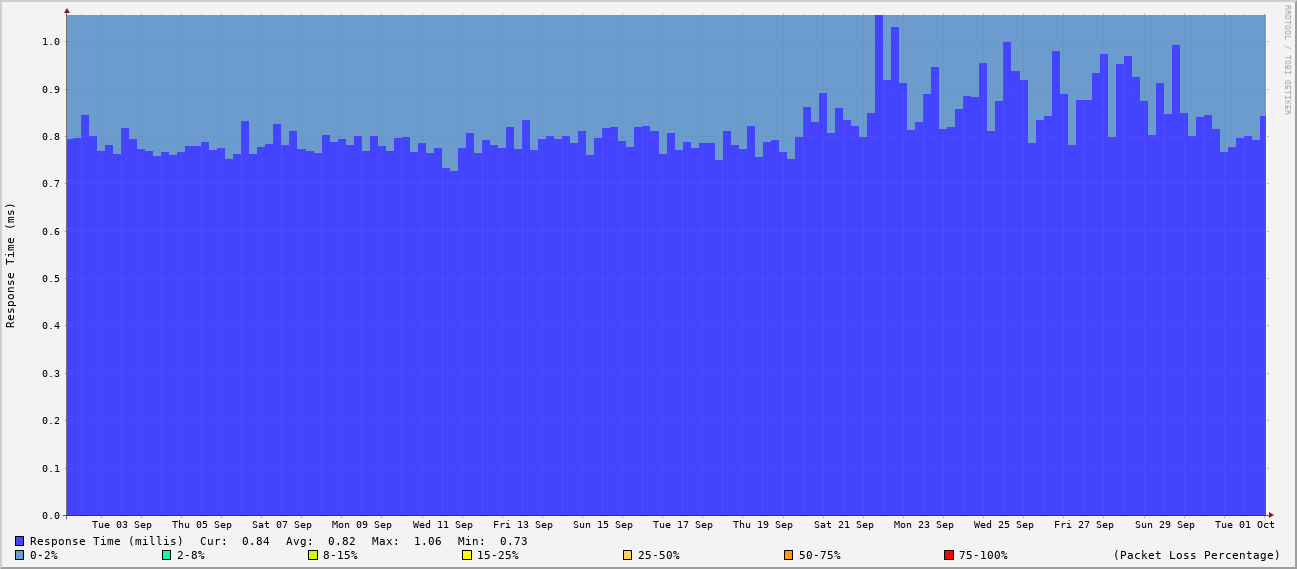 RRDTOOL / TOBI OETIKER
Response Time (ms)
1.0
0.9
0.8
0.7
0.6
0.5
0.4
0.3
0.2
0.1
0.0
Tue 03 Sep Thu 05 Sep Sat 07 Sep Mon 09 Sep Wed 11 Sep Fri 13 Sep Sun 15 Sep Tue 17 Sep Thu 19 Sep Sat 21 Sep Mon 23 Sep Wed 25 Sep Fri 27 Sep Sun 29 Sep Tue 01 Oct
Response Time (millis) Cur: 0.84 Avg: 0.82 Max: 1.06 Min: 0.73
0-2% 2-8% 8-15% 15-25% 25-50% 50-75% 75-100% (Packet Loss Percentage)